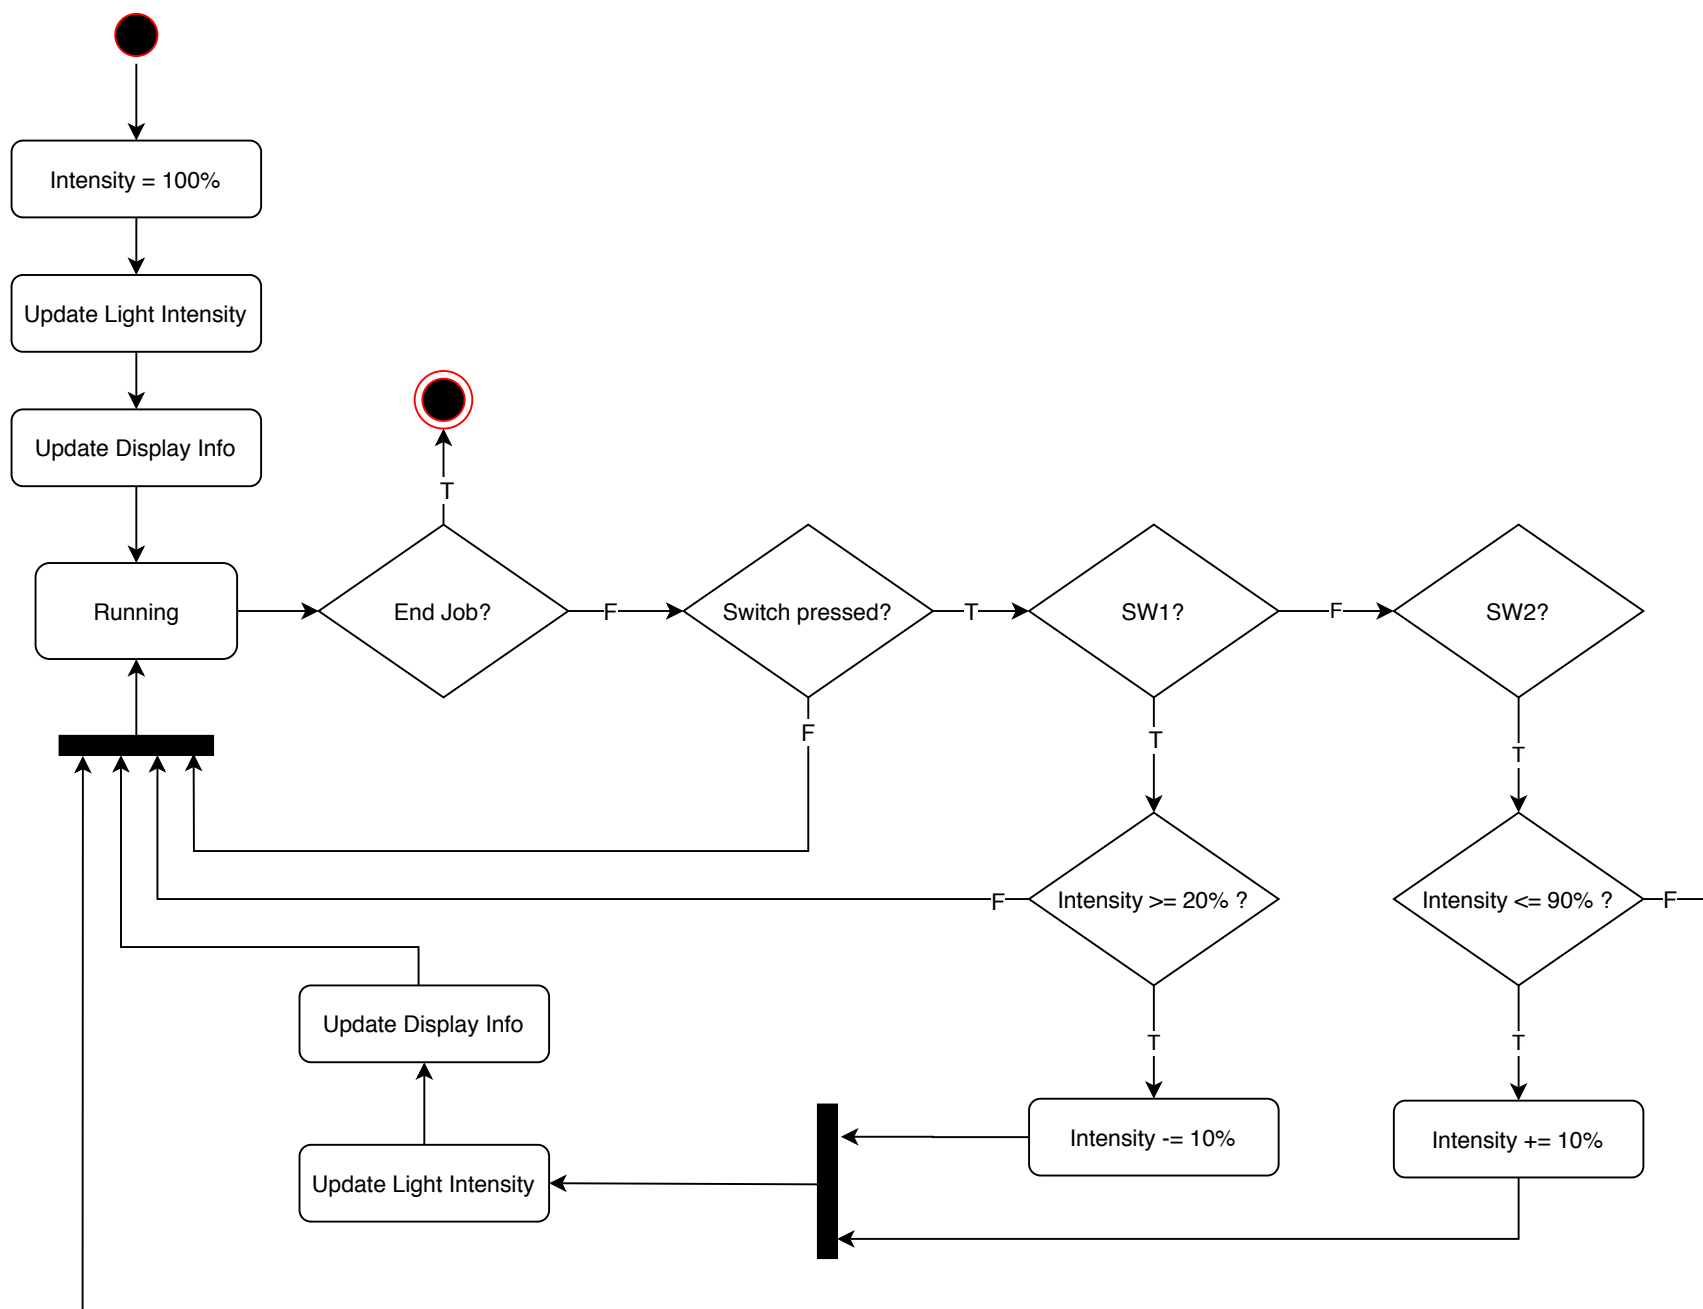 Intensity = 100%
Update Light Intensity
Update Display Info
T
Running
End Job?
F
Switch pressed?
T
SW1?
F
SW2?
F
T
T
F
Intensity >= 20% ?
Intensity <= 90% ?
F
Update Display Info
T
T
Intensity -= 10%
Intensity += 10%
Update Light Intensity